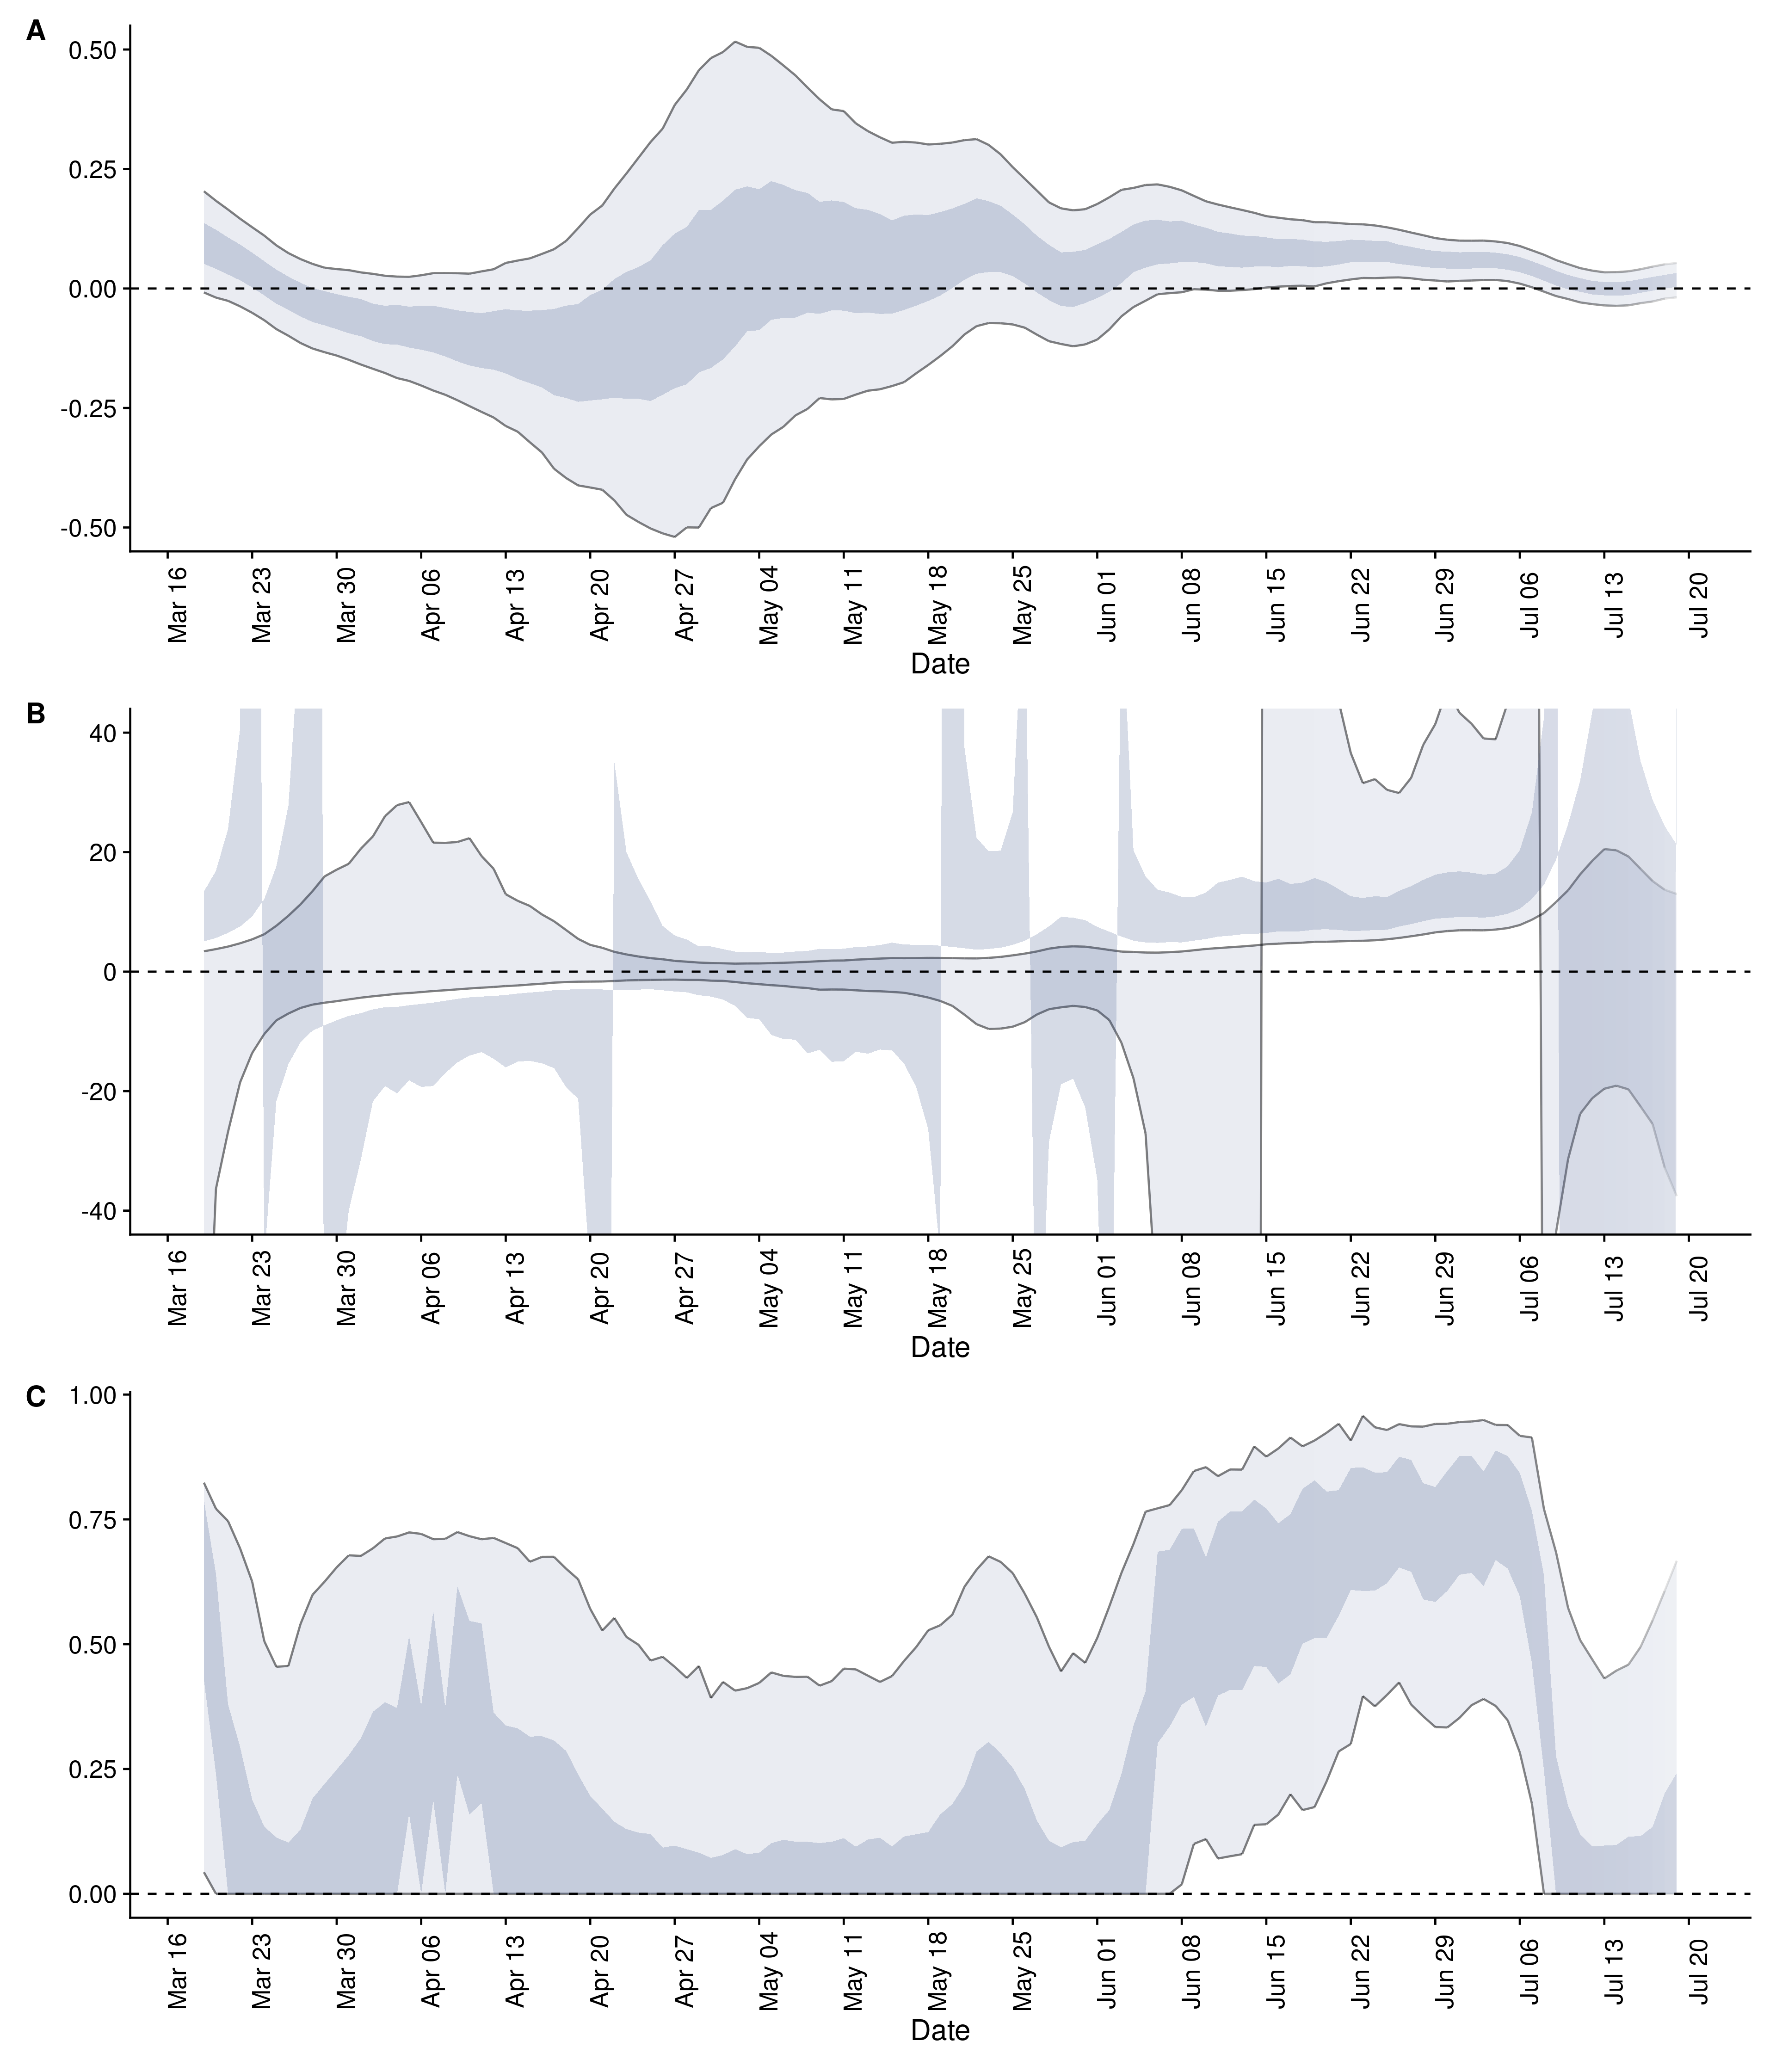 A
0.50
0.25
0.00
-0.25
-0.50
Mar 16
Mar 23
Mar 30
Apr 06
Apr 13
Apr 20
Apr 27
May 04
May 11
May 18
May 25
Jun 01
Jun 08
Jun 15
Jun 22
Jun 29
Jul 06
Jul 13
Jul 20
Date
B
40
20
0
-20
-40
Mar 16
Mar 23
Mar 30
Apr 06
Apr 13
Apr 20
Apr 27
May 04
May 11
May 18
May 25
Jun 01
Jun 08
Jun 15
Jun 22
Jun 29
Jul 06
Jul 13
Jul 20
Date
C
1.00
0.75
0.50
0.25
0.00
Mar 16
Mar 23
Mar 30
Apr 06
Apr 13
Apr 20
Apr 27
May 04
May 11
May 18
May 25
Jun 01
Jun 08
Jun 15
Jun 22
Jun 29
Jul 06
Jul 13
Jul 20
Date